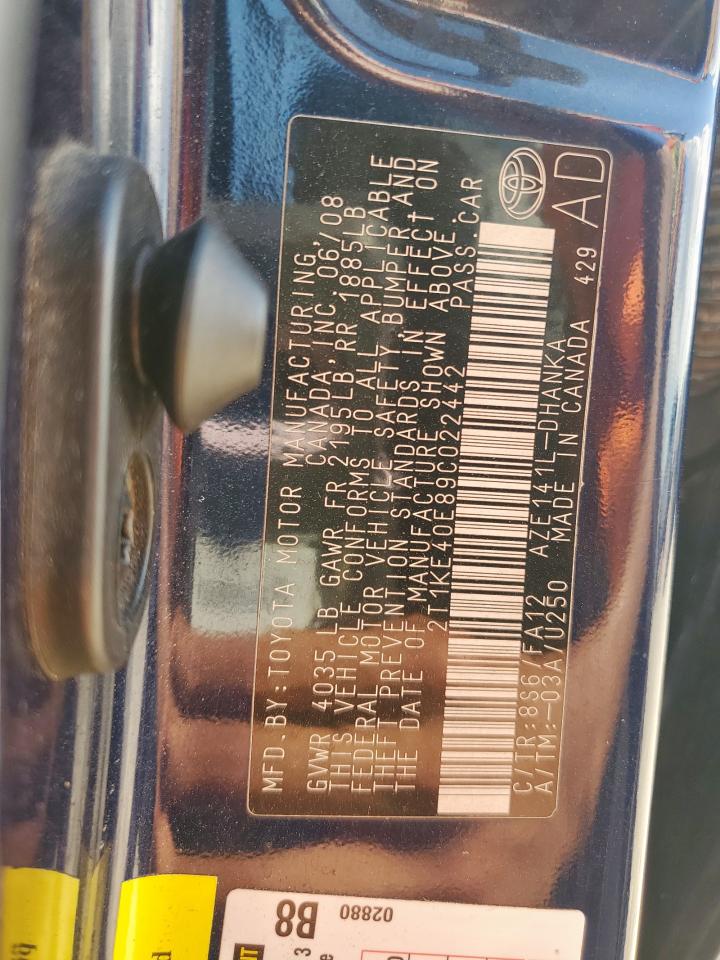 MFD. BY: TOYOTA MOTOR MANUFACTURING,
CANADA, INC. 06/08
GVWR 4035 LB GAWR FR 2195LB RR 1885LB
THIS VEHICLE CONFORMS TO ALL APPLICABLE
FEDERAL MOTOR VEHICLE SAFETY, BUMPER AND
THEFT PREVENTION STANDARDS IN EFFECT ON
THE DATE OF MANUFACTURE SHOWN ABOVE.
2T1KE40E89C022442 PASS.CAR
C/TR:8S6/FA12 AZE141L-DHANKA
A/TM:-03A/U250 MADE IN CANADA 429
AD
B8
02880
3